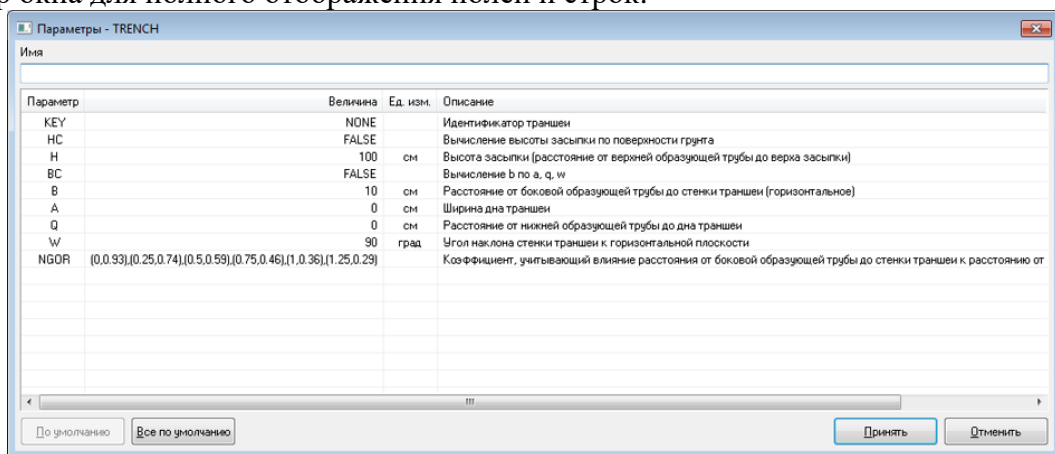 р окна для полного отображения полей и строк.
Параметры - TRENCH
Имя
Параметр Величина Ед. изм. Описание
KEY NONE Идентификатор траншеи
HC FALSE Вычисление высоты засыпки по поверхности грунта
H 100 см Высота засыпки (расстояние от верхней образующей трубы до верха засыпки)
BC FALSE Вычисление b по a, q, w
B 10 см Расстояние от боковой образующей трубы до стенки траншеи (горизонтальное)
A 0 см Ширина дна траншеи
Q 0 см Расстояние от нижней образующей трубы до дна траншеи
W 90 град Угол наклона стенки траншеи к горизонтальной плоскости
NGOR (0,0.93),(0.25,0.74),(0.5,0.59),(0.75,0.46),(1,0.36),(1.25,0.29) Коэффициент, учитывающий влияние расстояния от боковой образующей трубы до стенки траншеи к расстоянию от
По умолчанию Все по умолчанию Принять Отменить